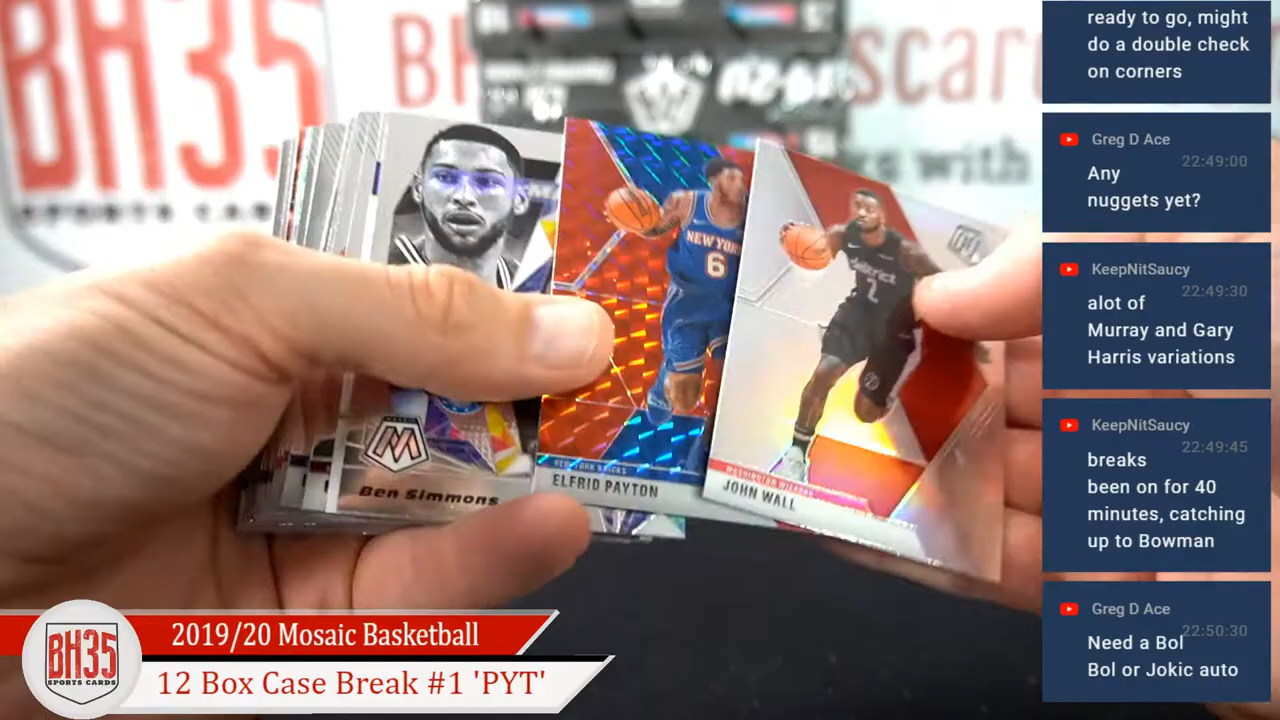 BH35
SPORTS CARDS
with
Ben Simmons
NEW YORK
6
NEW YORK KNICKS
ELFRID PAYTON
2
WASHINGTON WIZARDS
JOHN WALL
BH35
SPORTS CARDS
2019/20 Mosaic Basketball
12 Box Case Break #1 'PYT'
ready to go, might
do a double check
on corners
Greg D Ace
22:49:00
Any
nuggets yet?
KeepNitSaucy
22:49:30
alot of
Murray and Gary
Harris variations
KeepNitSaucy
22:49:45
breaks
been on for 40
minutes, catching
up to Bowman
Greg D Ace
22:50:30
Need a Bol
Bol or Jokic auto